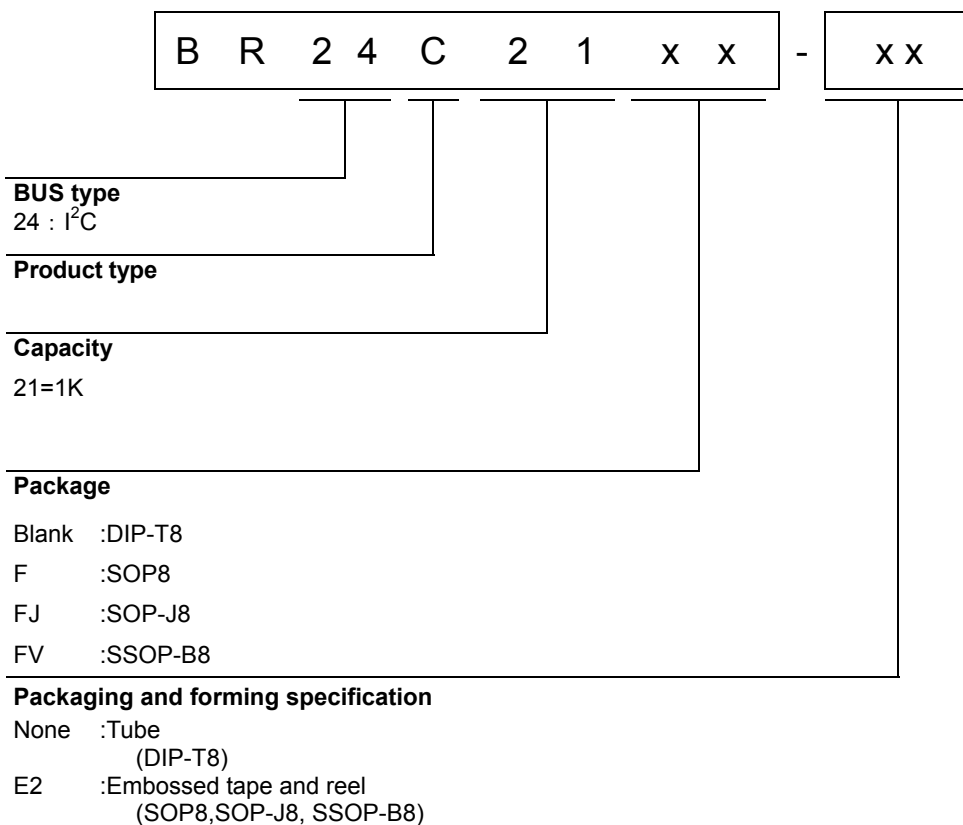 B R 2 4 C 2 1 x x - x x
BUS type
24 : I²C
Product type
Capacity
21=1K
Package
Blank :DIP-T8
F :SOP8
FJ :SOP-J8
FV :SSOP-B8
Packaging and forming specification
None :Tube
(DIP-T8)
E2 :Embossed tape and reel
(SOP8,SOP-J8, SSOP-B8)